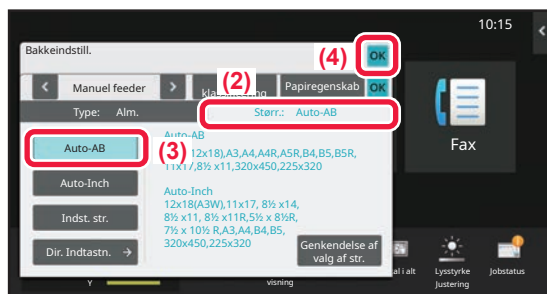 10:15
Bakkeindstill.
(4)
OK
Manuel feeder
(2)
klassificering
Papiregenskab
OK
Type: Alm.
Størr.: Auto-AB
Auto-AB
(3)
Auto-AB
12x18),A3,A4,A4R,A5R,B4,B5,B5R,
11x17,8½ x11,320x450,225x320
Fax
Auto-Inch
Auto-Inch
12x18(A3W),11x17, 8½ x14,
8½ x11, 8½ x11R,5½ x 8½R,
7½ x 10½ R,A3,A4,B4,B5,
320x450,225x320
Indst. str.
Dir. Indtastn.
Genkendelse af
valg af str.
al i alt
Lysstyrke
Justering
Jobstatus
Y
visning